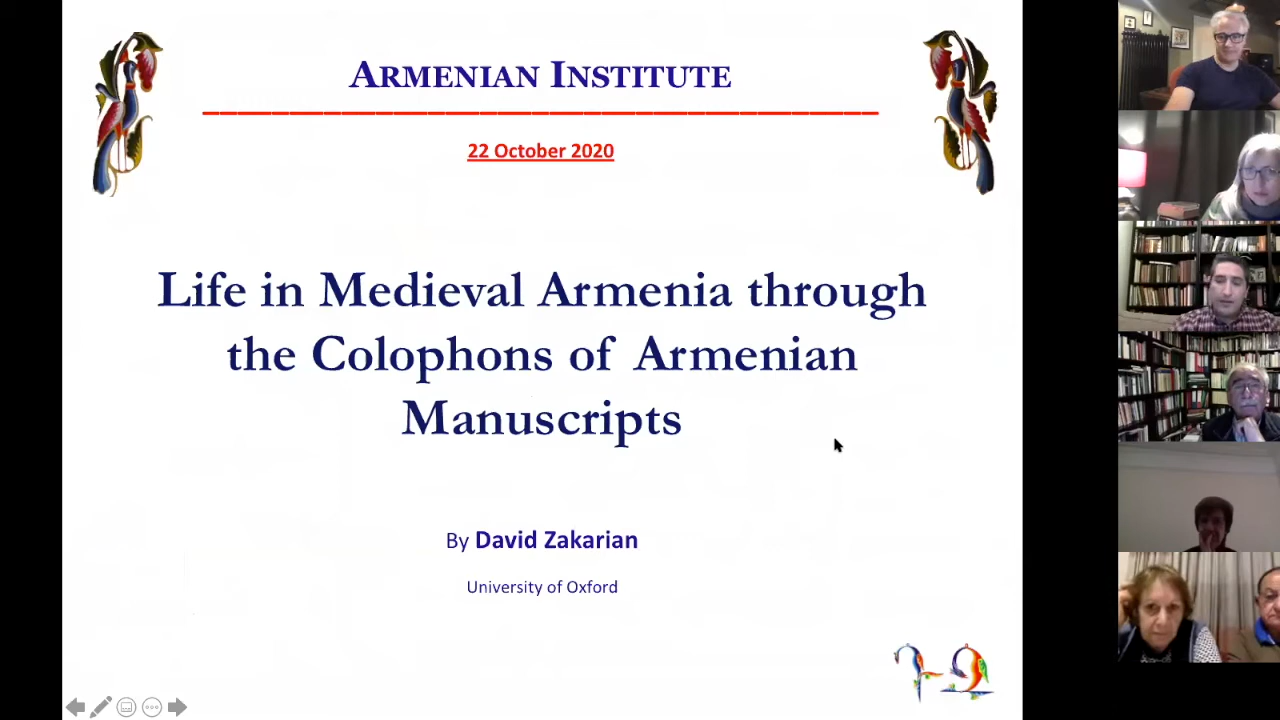 ARMENIAN INSTITUTE
22 October 2020
Life in Medieval Armenia through
the Colophons of Armenian
Manuscripts
By David Zakarian
University of Oxford